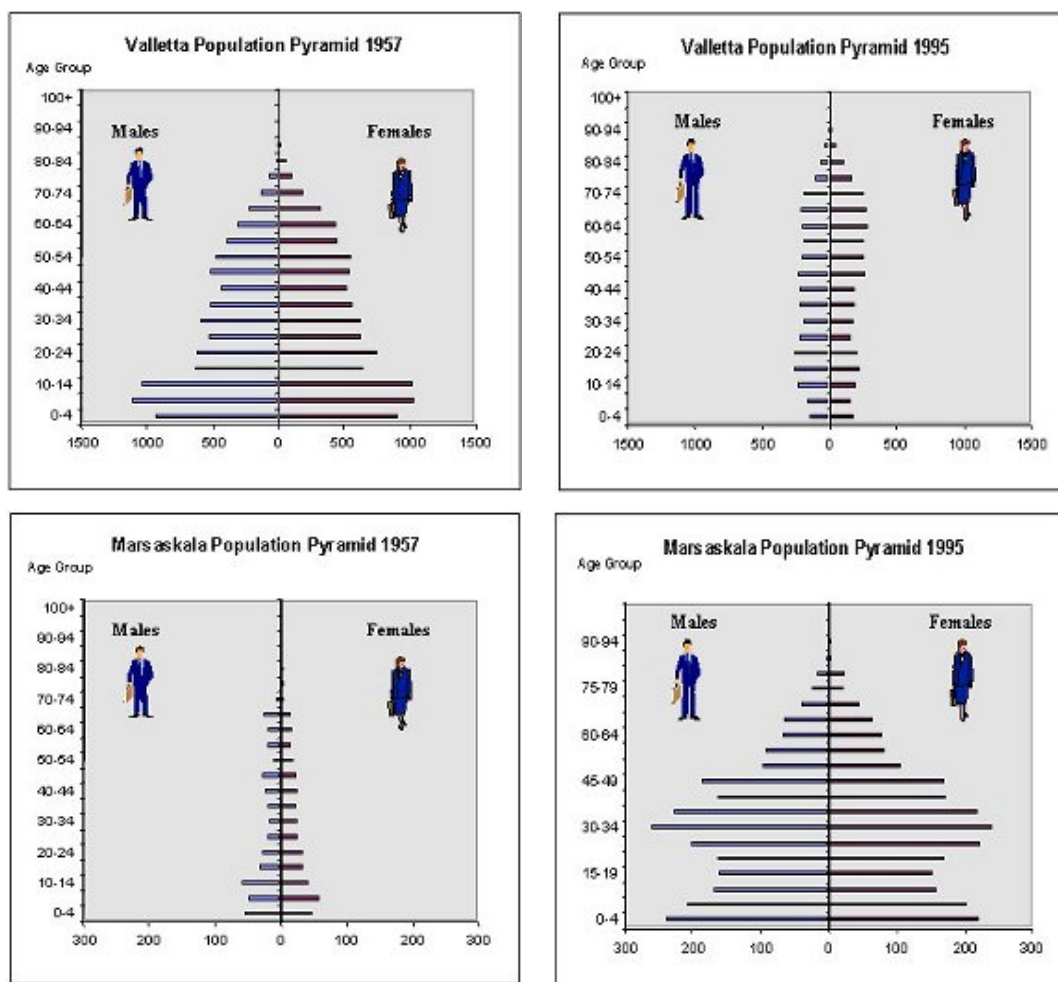 Valletta Population Pyramid 1957
Age Group
100+
90-94
80-84
70-74
60-64
50-54
40-44
30-34
20-24
10-14
0-4
Males
Females
1500 1000 500 0 500 1000 1500
Valletta Population Pyramid 1995
Age Group
100+
90-94
80-84
70-74
60-64
50-54
40-44
30-34
20-24
10-14
0-4
Males
Females
1500 1000 500 0 500 1000 1500
Marsaskala Population Pyramid 1957
Age Group
100+
90-94
80-84
70-74
60-64
50-54
40-44
30-34
20-24
10-14
0-4
Males
Females
300 200 100 0 100 200 300
Marsaskala Population Pyramid 1995
Age Group
90-94
75-79
60-64
45-49
30-34
15-19
0-4
Males
Females
300 200 100 0 100 200 300